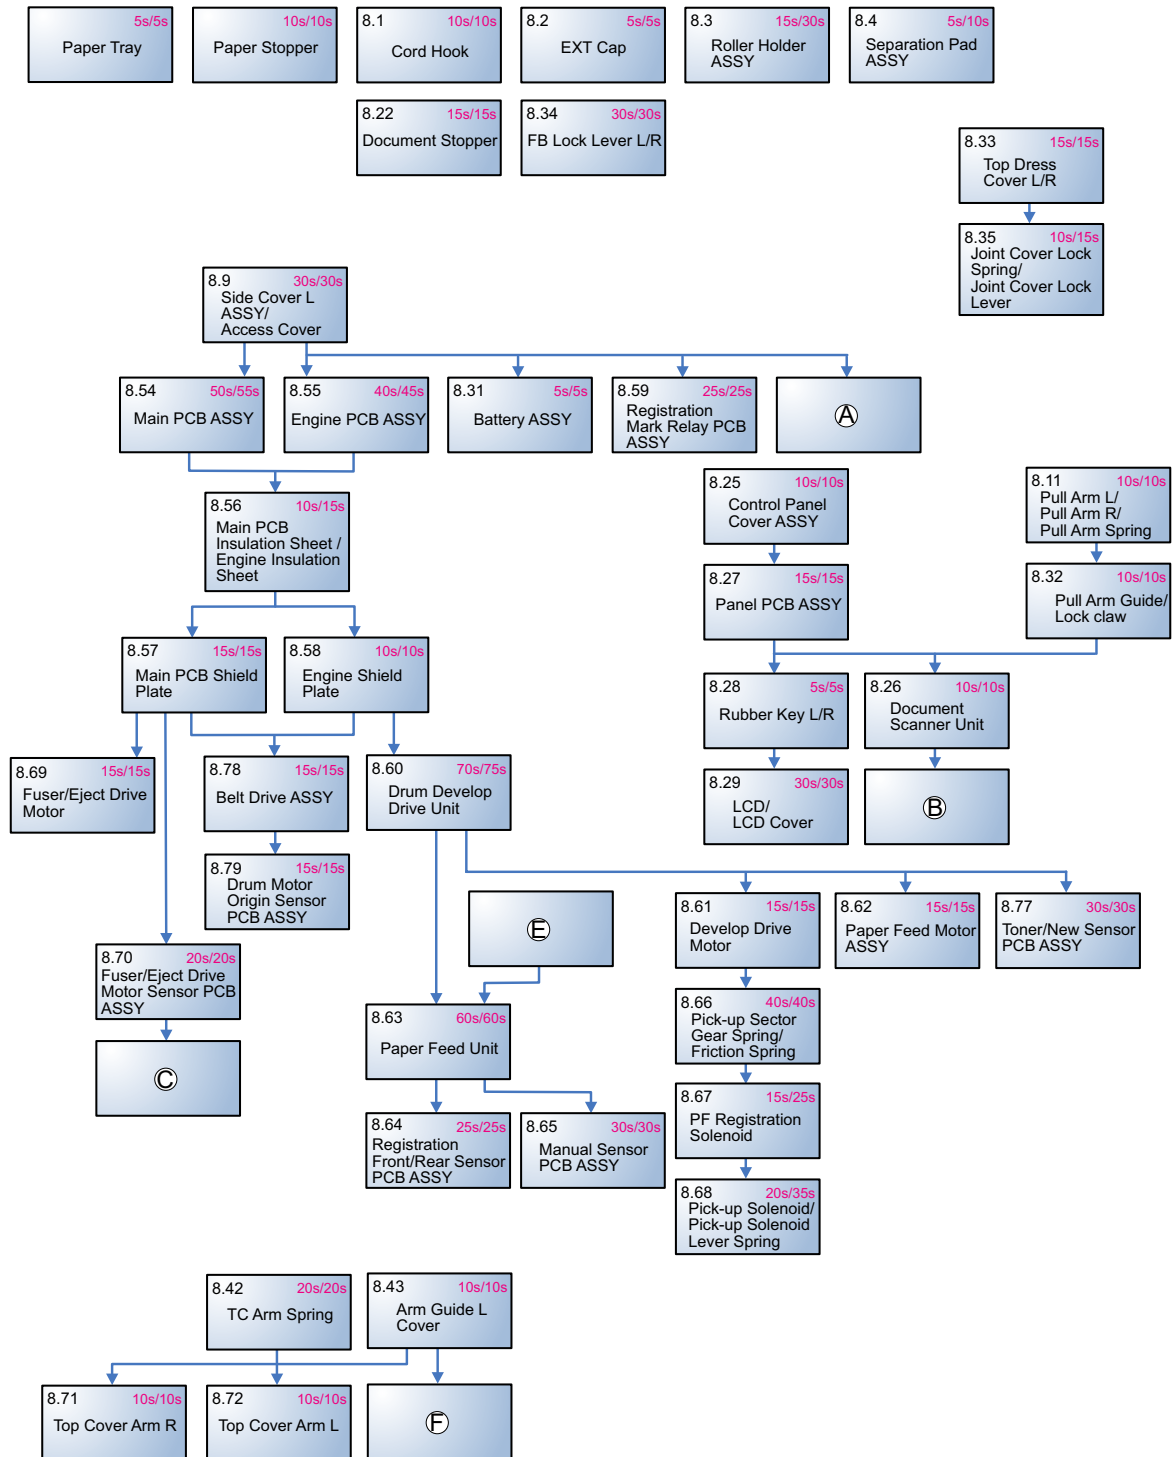 5s/5s
Paper Tray
10s/10s
Paper Stopper
8.1 10s/10s
Cord Hook
8.2 5s/5s
EXT Cap
8.3 15s/30s
Roller Holder
ASSY
8.4 5s/10s
Separation Pad
ASSY
8.22 15s/15s
Document Stopper
8.34 30s/30s
FB Lock Lever L/R
8.33 15s/15s
Top Dress
Cover L/R
8.35 10s/15s
Joint Cover Lock
Spring/
Joint Cover Lock
Lever
8.9 30s/30s
Side Cover L
ASSY/
Access Cover
8.54 50s/55s
Main PCB ASSY
8.55 40s/45s
Engine PCB ASSY
8.31 5s/5s
Battery ASSY
8.59 25s/25s
Registration
Mark Relay PCB
ASSY
A
8.56 10s/15s
Main PCB
Insulation Sheet /
Engine Insulation
Sheet
8.25 10s/10s
Control Panel
Cover ASSY
8.11 10s/10s
Pull Arm L/
Pull Arm R/
Pull Arm Spring
8.27 15s/15s
Panel PCB ASSY
8.32 10s/10s
Pull Arm Guide/
Lock claw
8.57 15s/15s
Main PCB Shield
Plate
8.58 10s/10s
Engine Shield
Plate
8.28 5s/5s
Rubber Key L/R
8.26 10s/10s
Document
Scanner Unit
8.69 15s/15s
Fuser/Eject Drive
Motor
8.78 15s/15s
Belt Drive ASSY
8.60 70s/75s
Drum Develop
Drive Unit
8.29 30s/30s
LCD/
LCD Cover
B
8.79 15s/15s
Drum Motor
Origin Sensor
PCB ASSY
E
8.61 15s/15s
Develop Drive
Motor
8.62 15s/15s
Paper Feed Motor
ASSY
8.77 30s/30s
Toner/New Sensor
PCB ASSY
8.70 20s/20s
Fuser/Eject Drive
Motor Sensor PCB
ASSY
8.63 60s/60s
Paper Feed Unit
8.66 40s/40s
Pick-up Sector
Gear Spring/
Friction Spring
C
8.64 25s/25s
Registration
Front/Rear Sensor
PCB ASSY
8.65 30s/30s
Manual Sensor
PCB ASSY
8.67 15s/25s
PF Registration
Solenoid
8.68 20s/35s
Pick-up Solenoid/
Pick-up Solenoid
Lever Spring
8.42 20s/20s
TC Arm Spring
8.43 10s/10s
Arm Guide L
Cover
8.71 10s/10s
Top Cover Arm R
8.72 10s/10s
Top Cover Arm L
F